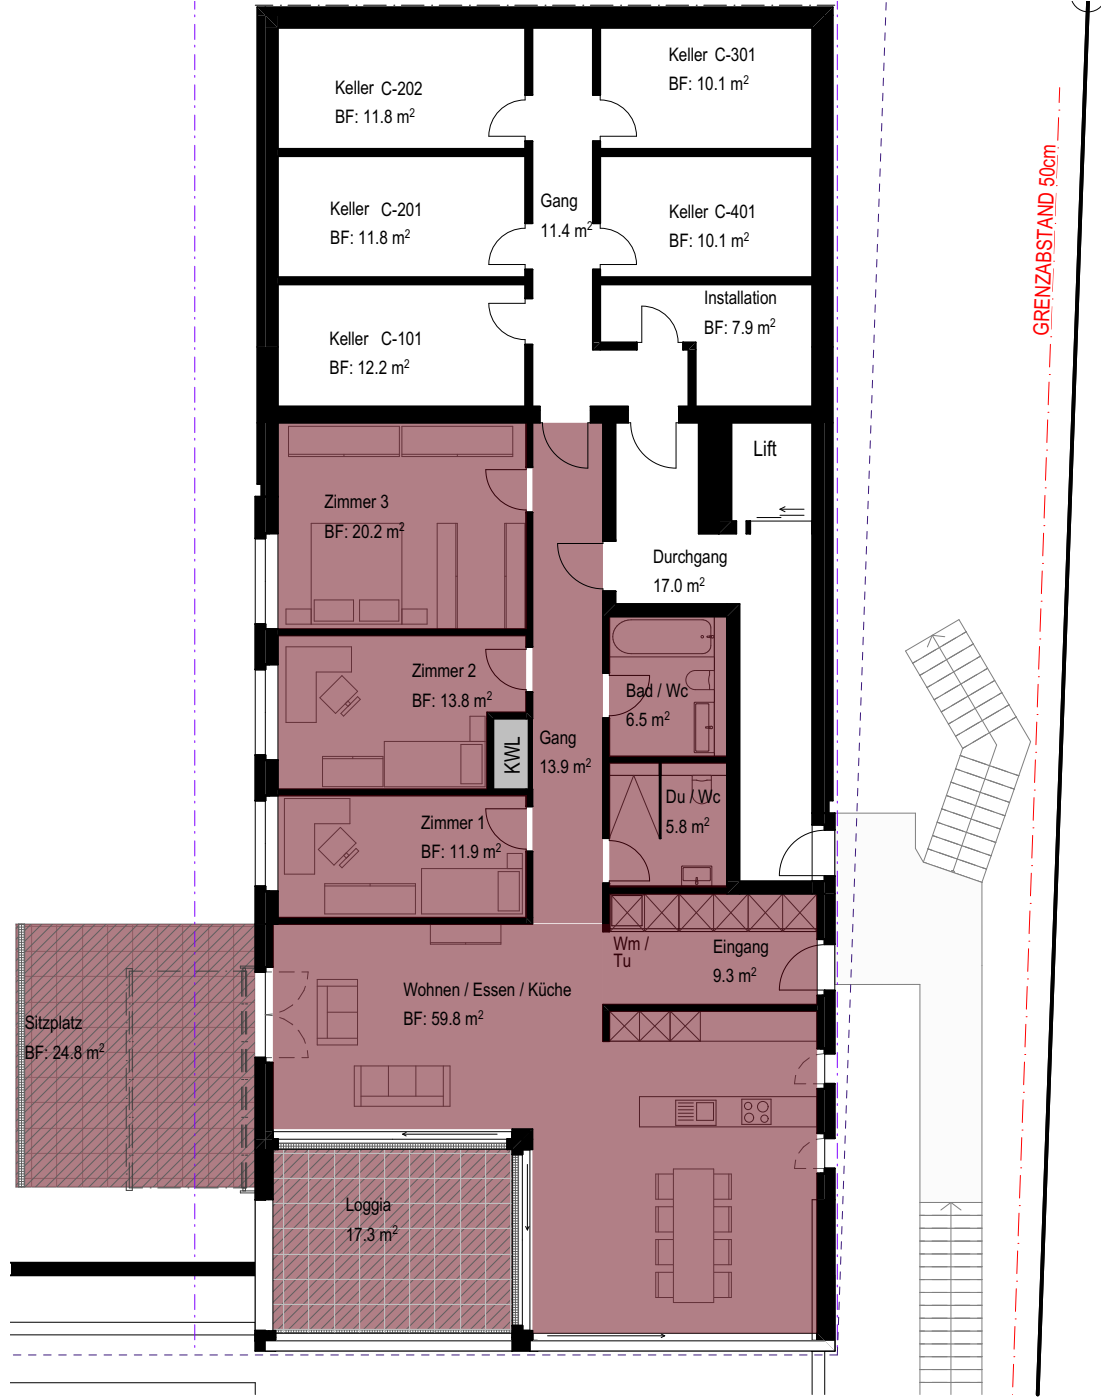 Keller C-202
BF: 11.8 m²
Keller C-301
BF: 10.1 m²
Keller C-201
BF: 11.8 m²
Gang
11.4 m²
Keller C-401
BF: 10.1 m²
Keller C-101
BF: 12.2 m²
Installation
BF: 7.9 m²
GRENZABSTAND 50cm
Lift
Zimmer 3
BF: 20.2 m²
Durchgang
17.0 m²
Zimmer 2
BF: 13.8 m²
Bad / Wc
6.5 m²
KWL
Gang
13.9 m²
Zimmer 1
BF: 11.9 m²
Du / Wc
5.8 m²
Wm /
Tu
Eingang
9.3 m²
Wohnen / Essen / Küche
BF: 59.8 m²
Sitzplatz
BF: 24.8 m²
Loggia
17.3 m²